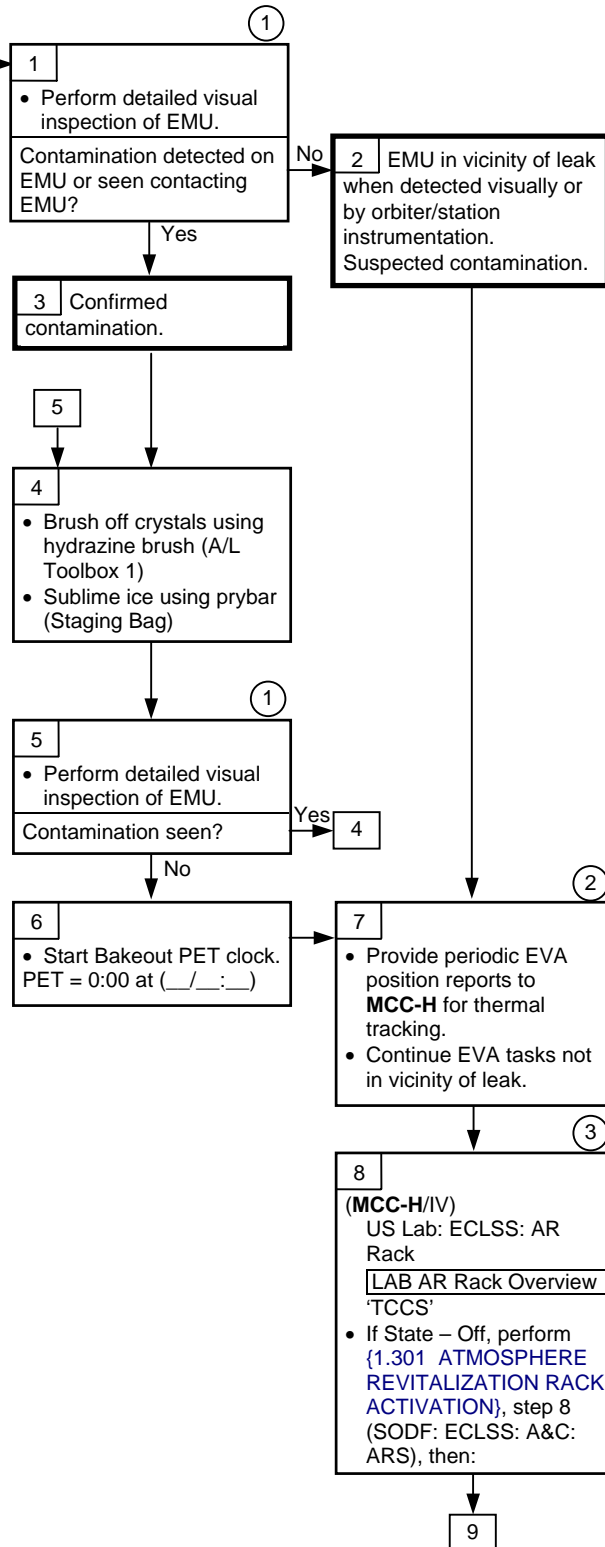 1
1
• Perform detailed visual
inspection of EMU.
Contamination detected on
EMU or seen contacting
EMU?
No
Yes
2 EMU in vicinity of leak
when detected visually or
by orbiter/station
instrumentation.
Suspected contamination.
3 Confirmed
contamination.
5
4
• Brush off crystals using
hydrazine brush (A/L
Toolbox 1)
• Sublime ice using prybar
(Staging Bag)
1
5
• Perform detailed visual
inspection of EMU.
Contamination seen?
Yes
4
No
6
• Start Bakeout PET clock.
PET = 0:00 at (__/__:__)
2
7
• Provide periodic EVA
position reports to
MCC-H for thermal
tracking.
• Continue EVA tasks not
in vicinity of leak.
3
8
(MCC-H/IV)
US Lab: ECLSS: AR
Rack
LAB AR Rack Overview
‘TCCS’
• If State – Off, perform
{1.301 ATMOSPHERE
REVITALIZATION RACK
ACTIVATION}, step 8
(SODF: ECLSS: A&C:
ARS), then:
9